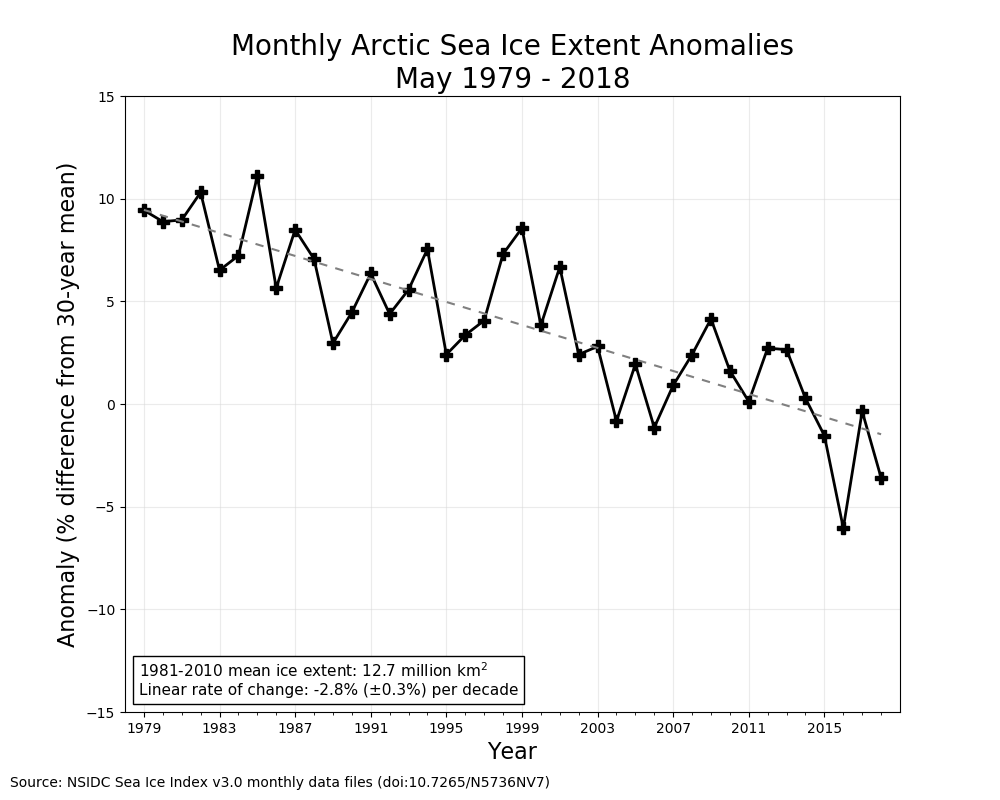 Monthly Arctic Sea Ice Extent Anomalies
May 1979 - 2018
Anomaly (% difference from 30-year mean)
15
10
5
0
−5
−10
−15
1981-2010 mean ice extent: 12.7 million km²
Linear rate of change: -2.8% (±0.3%) per decade
1979 1983 1987 1991 1995 1999 2003 2007 2011 2015
Year
Source: NSIDC Sea Ice Index v3.0 monthly data files (doi:10.7265/N5736NV7)